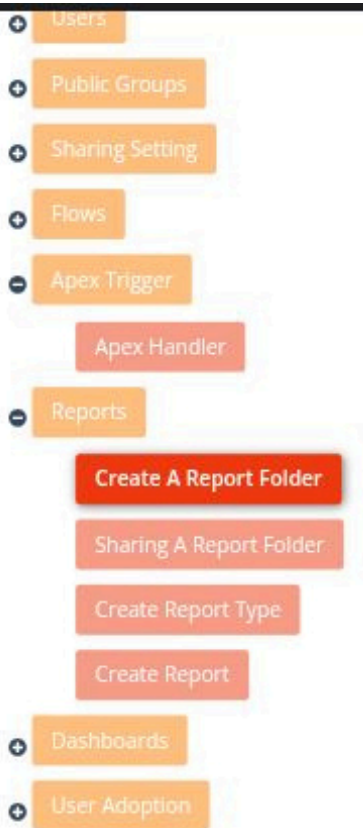 Users
Public Groups
Sharing Setting
Flows
Apex Trigger
Apex Handler
Reports
Create A Report Folder
Sharing A Report Folder
Create Report Type
Create Report
Dashboards
User Adoption